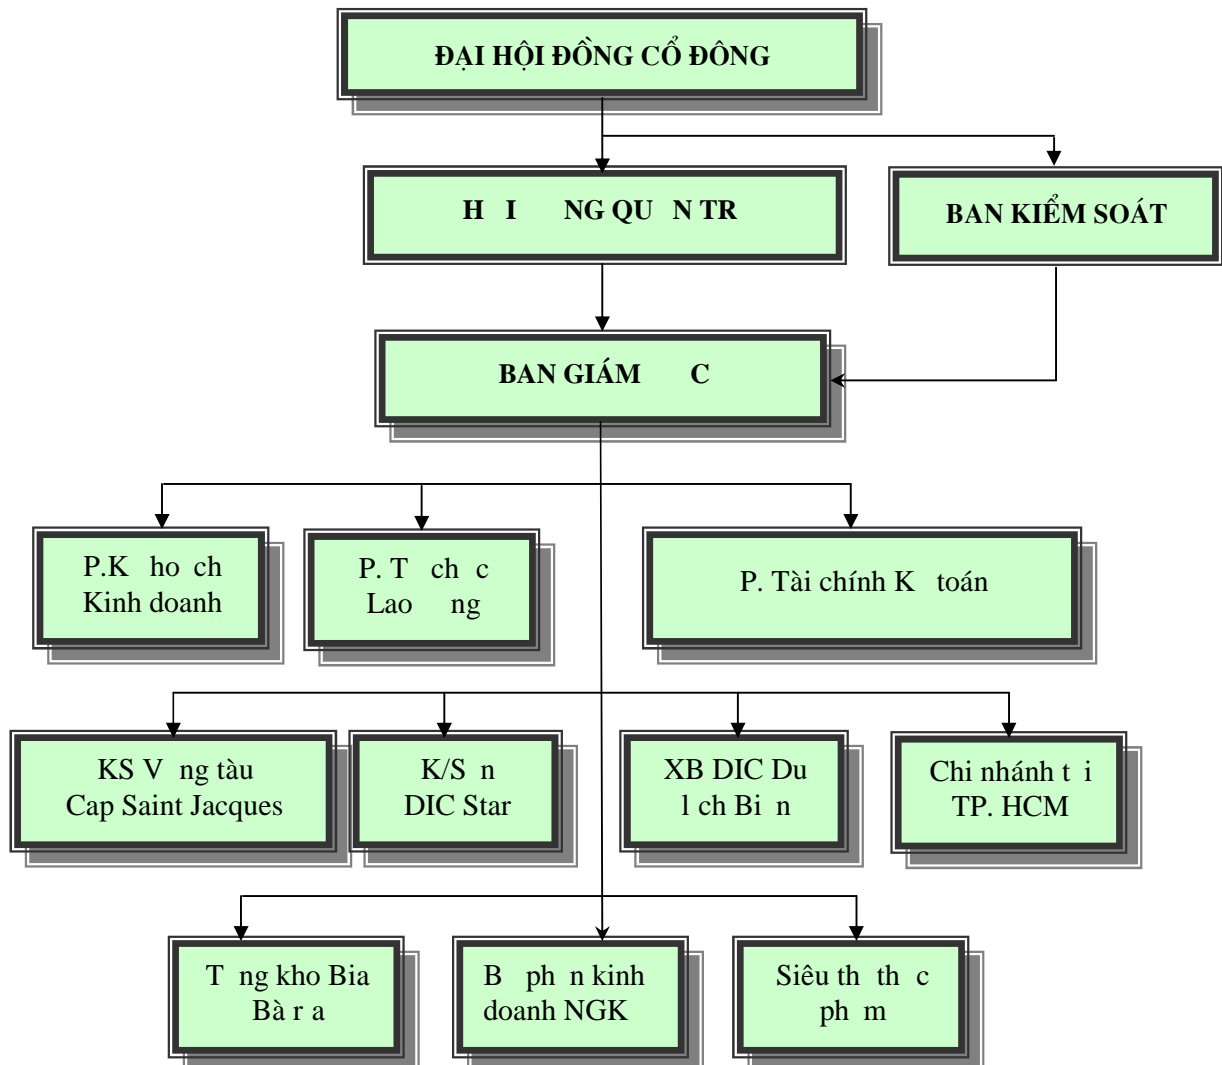 ĐẠI HỘI ĐỒNG CỔ ĐÔNG
H I NG QU N TR
BAN KIỂM SOÁT
BAN GIÁM C
P.K ho ch
Kinh doanh
P. T ch c
Lao ng
P. Tài chính K toán
KS V ng tàu
Cap Saint Jacques
K/S n
DIC Star
XB DIC Du
l ch Bi n
Chi nhánh t i
TP. HCM
T ng kho Bia
Bà r a
B ph n kinh
doanh NGK
Siêu th th c
ph m